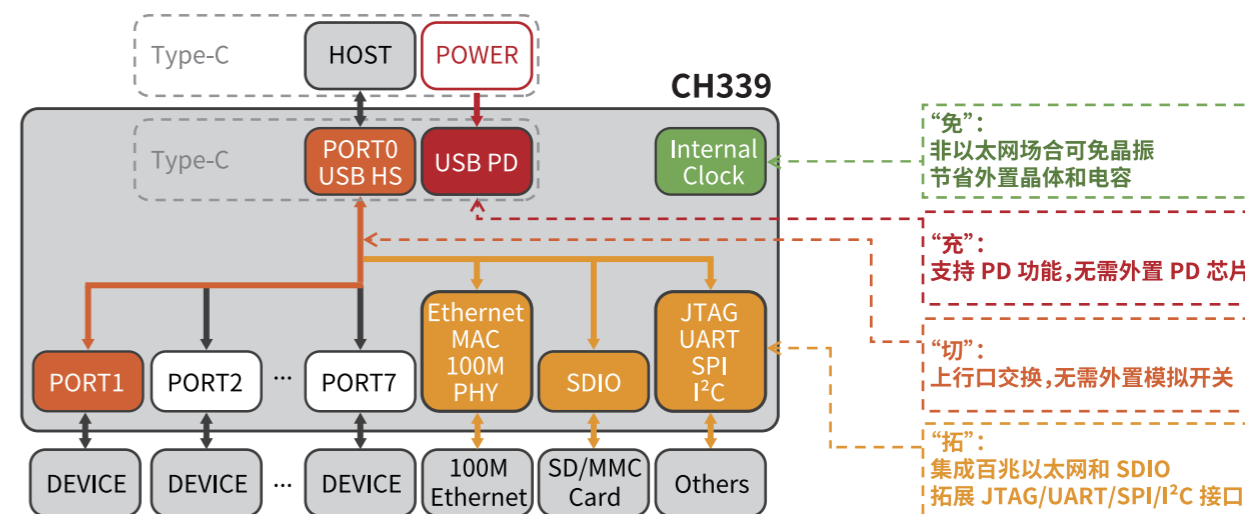 Type-C
HOST
POWER
CH339
Type-C
PORT0
USB HS
USB PD
Internal
Clock
“免”:
非以太网场合可免晶振
节省外置晶体和电容
“充”:
支持 PD 功能,无需外置 PD 芯片
“切”:
上行口交换,无需外置模拟开关
“拓”:
集成百兆以太网和 SDIO
拓展 JTAG/UART/SPI/I²C 接口
PORT1
PORT2
...
PORT7
Ethernet
MAC
100M
PHY
SDIO
JTAG
UART
SPI
I²C
DEVICE
DEVICE
...
DEVICE
100M
Ethernet
SD/MMC
Card
Others